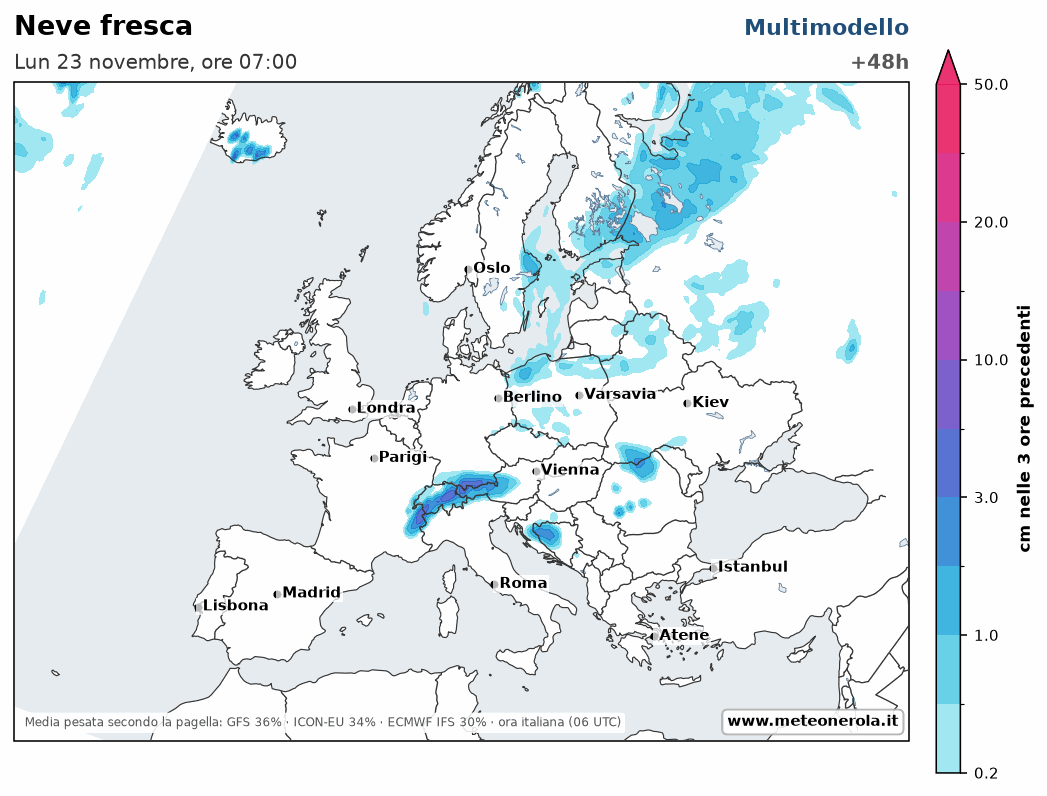 Neve fresca
Multimodello
Lun 23 novembre, ore 07:00
+48h
50.0
20.0
10.0
3.0
1.0
0.2
cm nelle 3 ore precedenti
Oslo
Berlino
Varsavia
Kiev
Londra
Parigi
Vienna
Istanbul
Roma
Madrid
Lisbona
Atene
Media pesata secondo la pagella: GFS 36% · ICON-EU 34% · ECMWF IFS 30% · ora italiana (06 UTC)
www.meteonerola.it